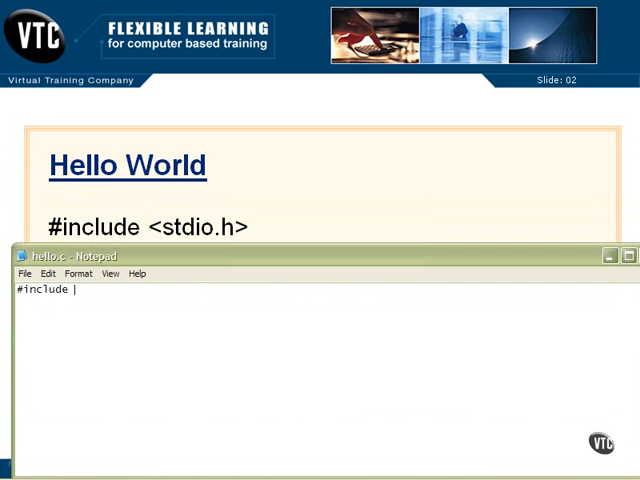 VTC
FLEXIBLE LEARNING
for computer based training
Virtual Training Company
Slide: 02
Hello World
#include <stdio.h>
hello.c - Notepad
File Edit Format View Help
#include
VTC